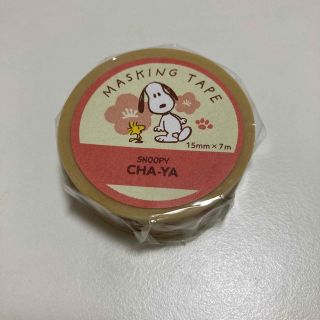 MASKING TAPE
15mm×7m
SNOOPY
CHA-YA